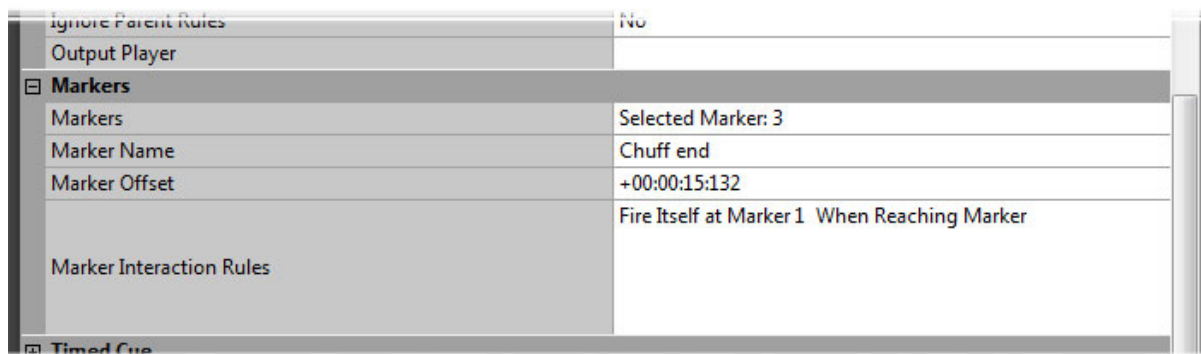 Ignore Parent Rules No
Output Player
Markers
Markers Selected Marker: 3
Marker Name Chuff end
Marker Offset +00:00:15:132
Marker Interaction Rules Fire Itself at Marker 1 When Reaching Marker
Timed Cue